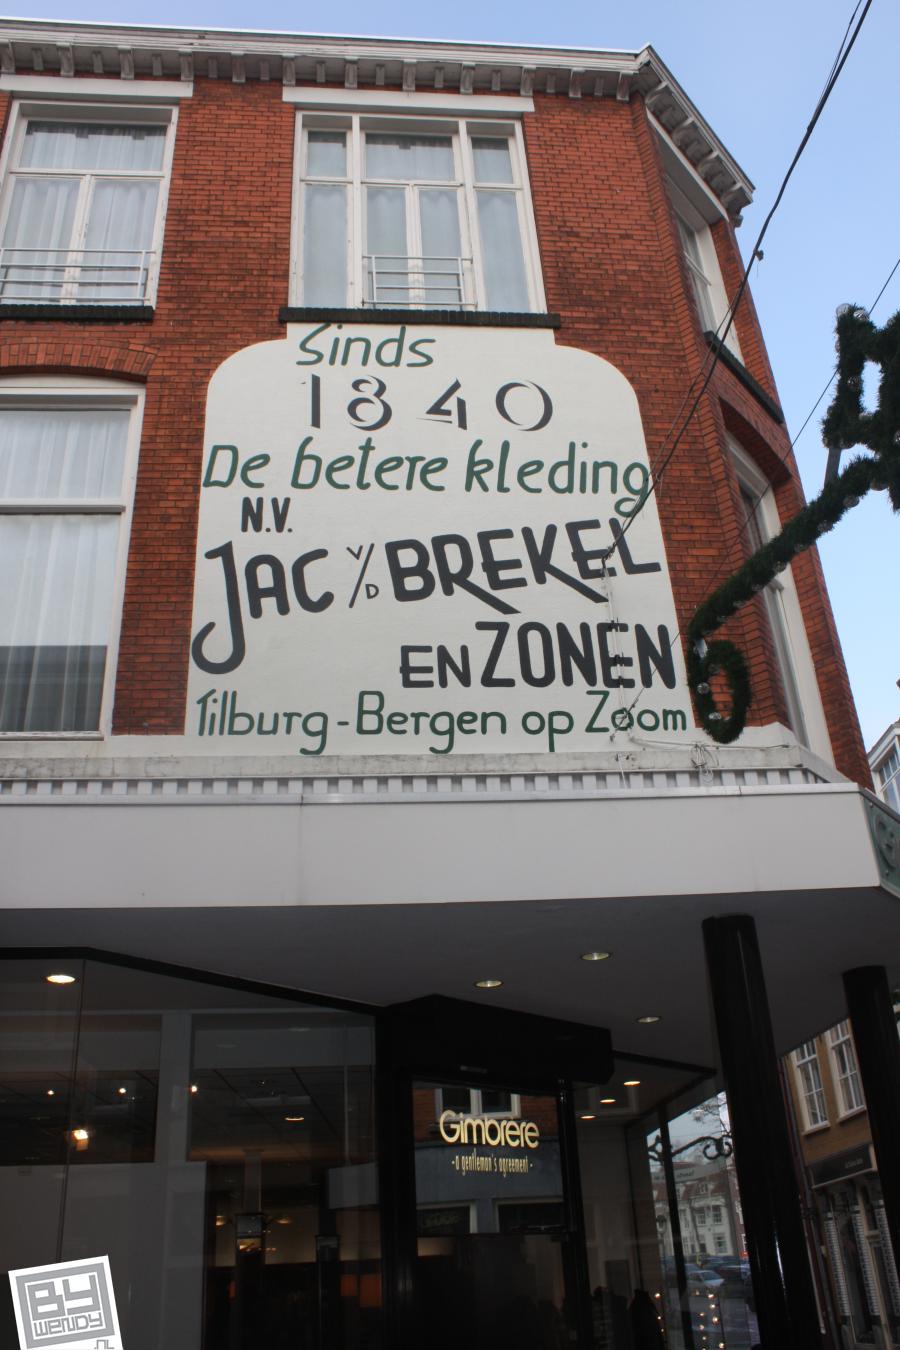 Sinds
1840
De betere kleding
N.V.
JAC V/D BREKEL
EN ZONEN
Tilburg - Bergen op Zoom
Gimbrère
- a gentleman's agreement -
BY
WENDY